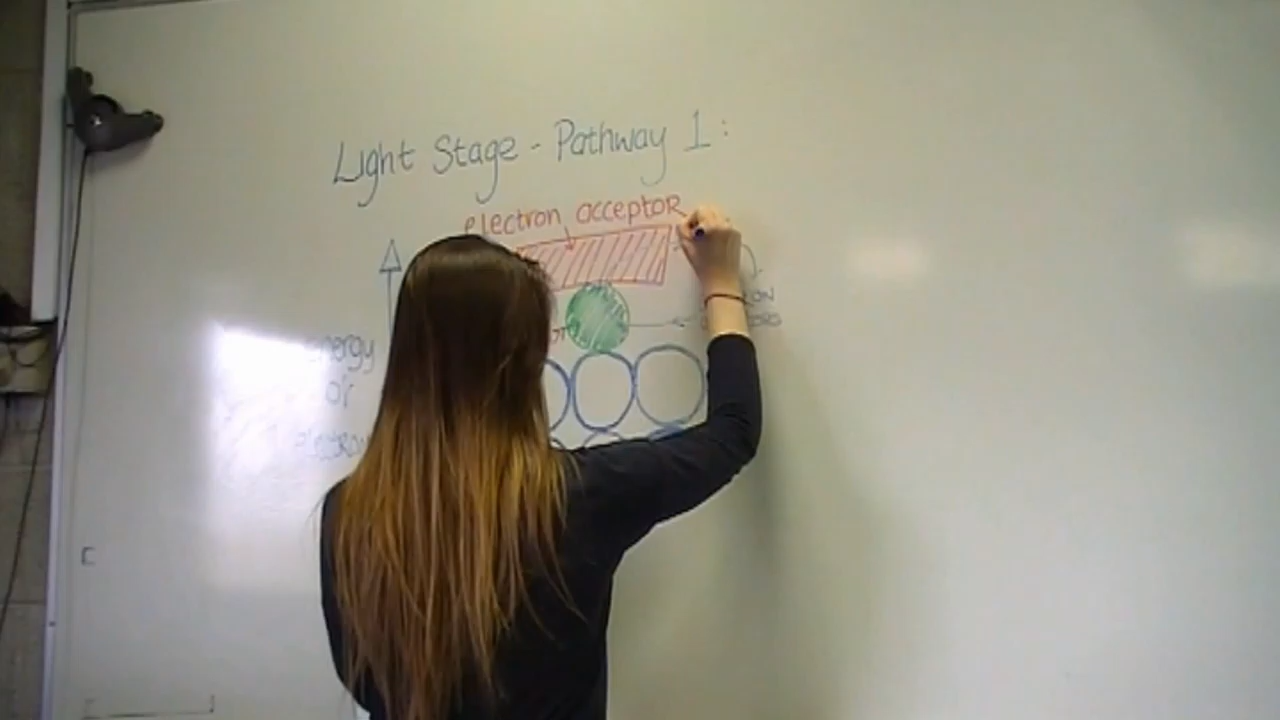 Light Stage - Pathway 1:
electron acceptor
energy
of
electron